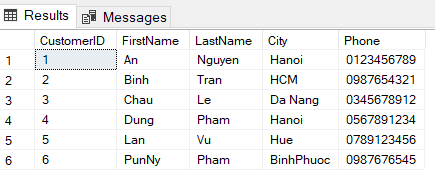 Results Messages
CustomerID FirstName LastName City Phone
1 1 An Nguyen Hanoi 0123456789
2 2 Binh Tran HCM 0987654321
3 3 Chau Le Da Nang 0345678912
4 4 Dung Pham Hanoi 0567891234
5 5 Lan Vu Hue 0789123456
6 6 PunNy Pham BinhPhuoc 0987676545